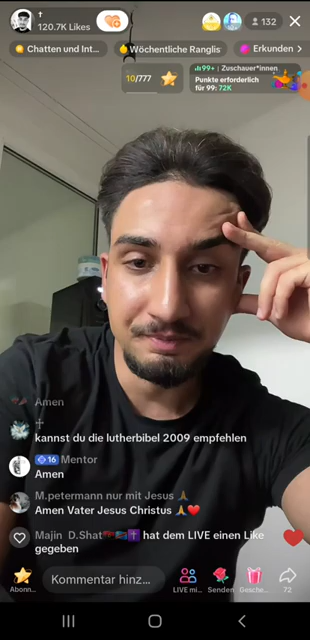 †
120.7K Likes
132
Chatten und Int...
Wöchentliche Ranglis
Erkunden
10/777
99+ | Zuschauer*innen
Punkte erforderlich
für 99: 72K
Amen
†
kannst du die lutherbibel 2009 empfehlen
16 Mentor
Amen
M.petermann nur mit Jesus 🙏
Amen Vater Jesus Christus 🙏❤️
Majin D.Shat hat dem LIVE einen Like
gegeben
Kommentar hinz...
Abonn...
LIVE mi...
Senden
Gesche...
72